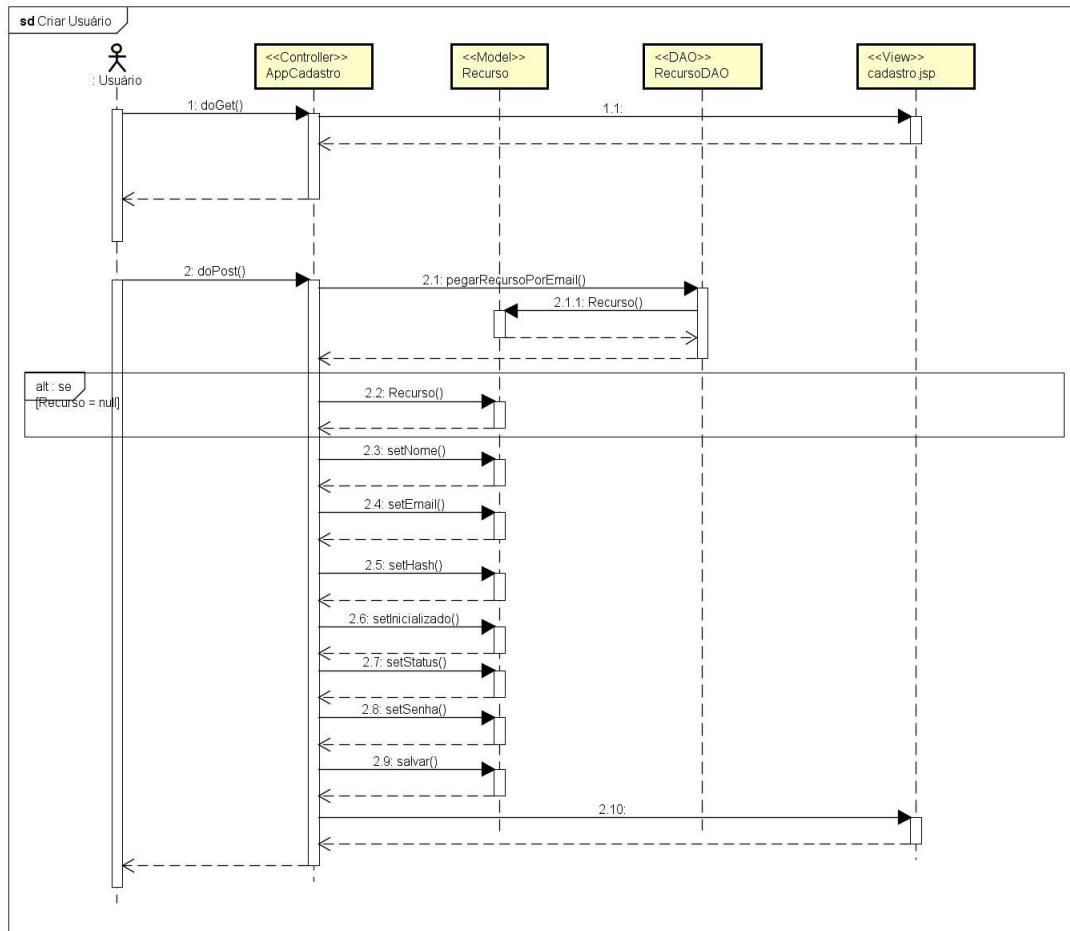 sd Criar Usuário
: Usuário
<<Controller>>
AppCadastro
<<Model>>
Recurso
<<DAO>>
RecursoDAO
<<View>>
cadastro.jsp
1: doGet()
1.1:
2: doPost()
2.1: pegarRecursoPorEmail()
2.1.1: Recurso()
alt : se
[Recurso = null]
2.2: Recurso()
2.3: setNome()
2.4: setEmail()
2.5: setHash()
2.6: setInicializado()
2.7: setStatus()
2.8: setSenha()
2.9: salvar()
2.10: